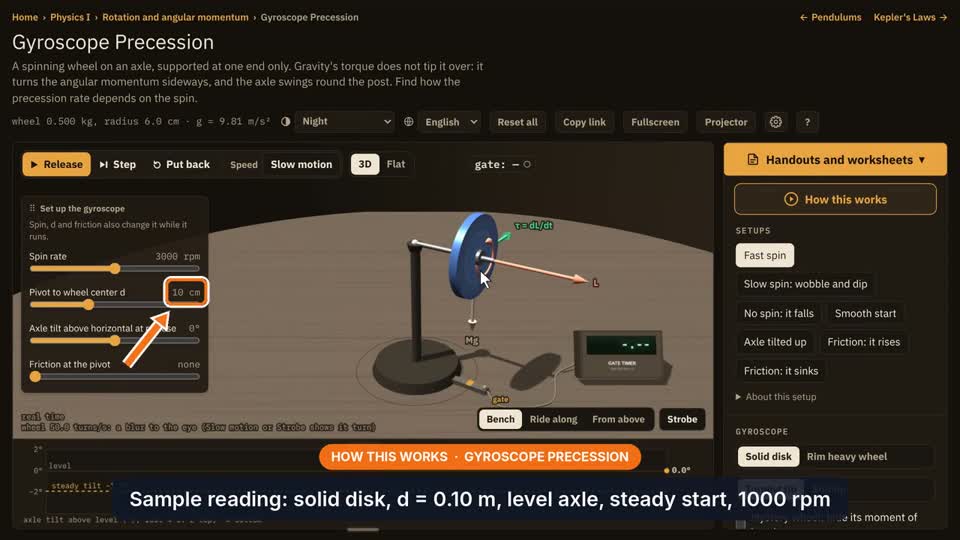 Home › Physics I › Rotation and angular momentum › Gyroscope Precession
← Pendulums Kepler's Laws →
Gyroscope Precession
A spinning wheel on an axle, supported at one end only. Gravity's torque does not tip it over: it
turns the angular momentum sideways, and the axle swings round the post. Find how the
precession rate depends on the spin.
wheel 0.500 kg, radius 6.0 cm · g = 9.81 m/s²
Night
English
Reset all
Copy link
Fullscreen
Projector
?
Release
Step
Put back
Speed
Slow motion
3D
Flat
gate: –
Set up the gyroscope
Spin, d and friction also change it while it
runs.
Spin rate 3000 rpm
Pivot to wheel center d 10 cm
Axle tilt above horizontal at 0°
Friction at the pivot none
τ = dL/dt
L
Mg
-.--
GATE TIMER
gate
real time
wheel 50.0 turns/s: a blur to the eye (Slow motion or Strobe shows it turn)
Bench
Ride along
From above
Strobe
2°
0°
level
0.0°
−2°
steady tilt
HOW THIS WORKS · GYROSCOPE PRECESSION
Sample reading: solid disk, d = 0.10 m, level axle, steady start, 1000 rpm
axle tilt above
Handouts and worksheets ▾
How this works
SETUPS
Fast spin
Slow spin: wobble and dip
No spin: it falls
Smooth start
Axle tilted up
Friction: it rises
Friction: it sinks
About this setup
GYROSCOPE
Solid disk
Rim heavy wheel
its moment of